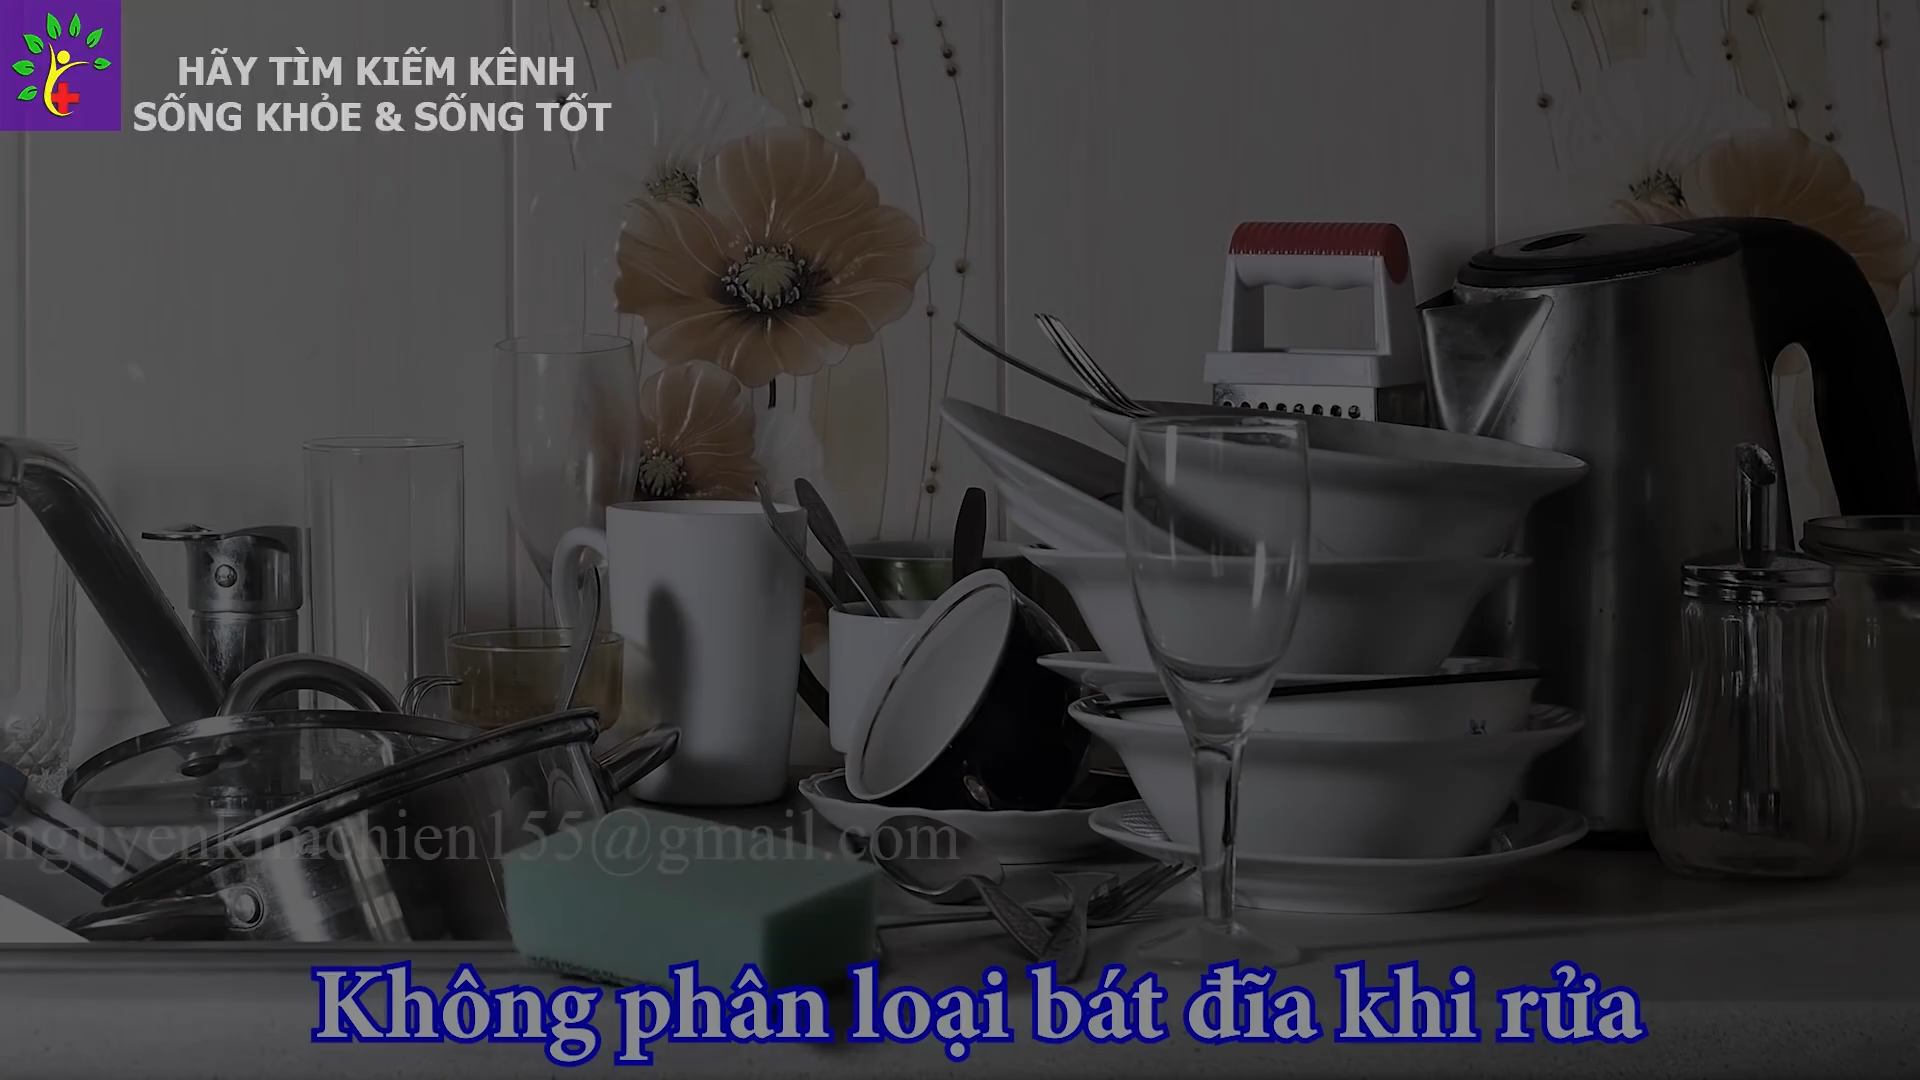 HÃY TÌM KIẾM KÊNH
SỐNG KHỎE & SỐNG TỐT
nguyenkimchien155@gmail.com
Không phân loại bát đĩa khi rửa